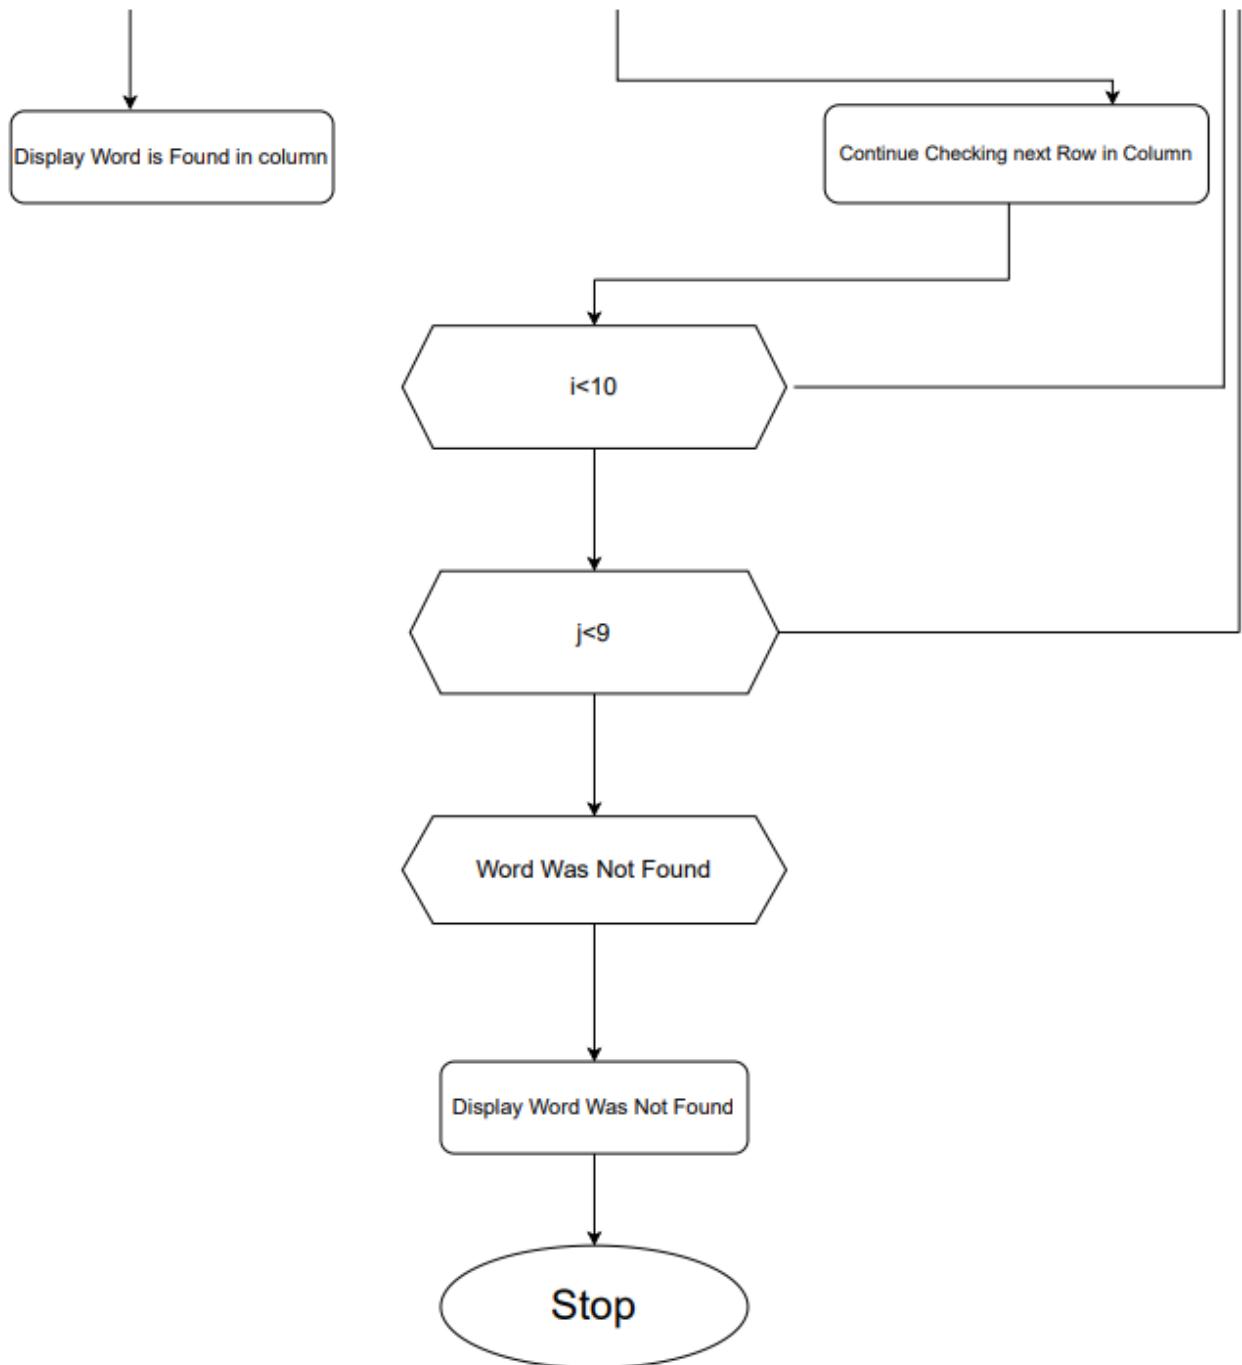 Display Word is Found in column
Continue Checking next Row in Column
i<10
j<9
Word Was Not Found
Display Word Was Not Found
Stop